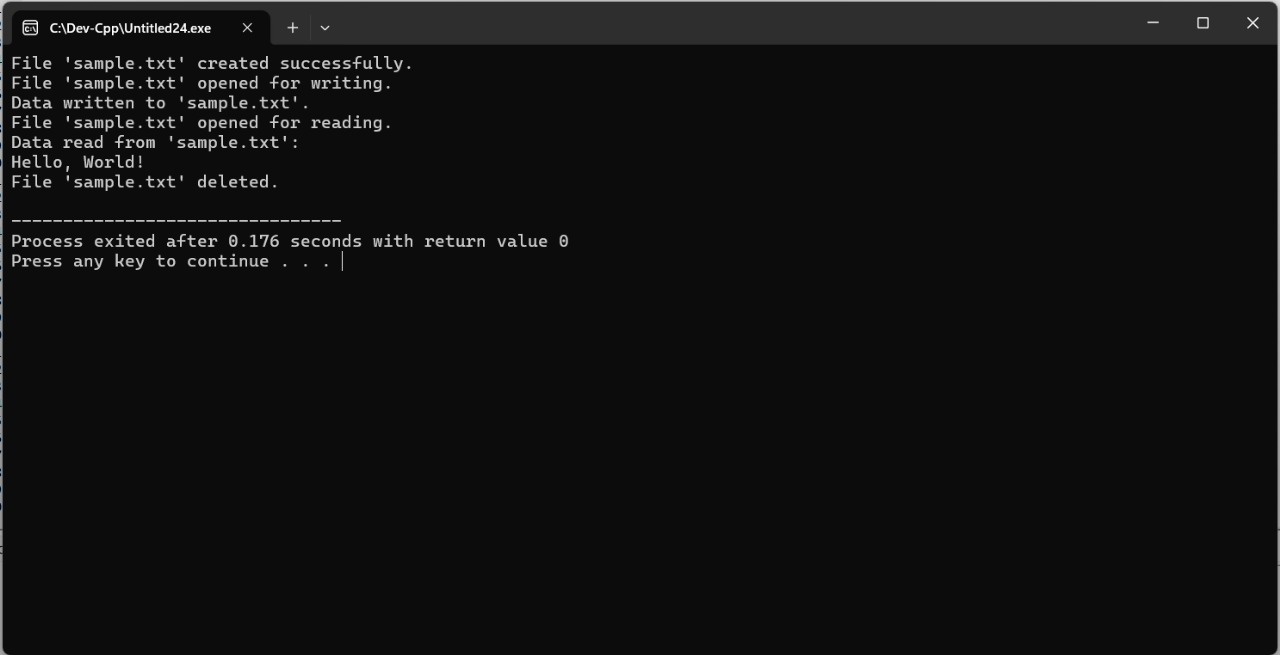 C:\Dev-Cpp\Untitled24.exe
File 'sample.txt' created successfully.
File 'sample.txt' opened for writing.
Data written to 'sample.txt'.
File 'sample.txt' opened for reading.
Data read from 'sample.txt':
Hello, World!
File 'sample.txt' deleted.
--------------------------------
Process exited after 0.176 seconds with return value 0
Press any key to continue . . .